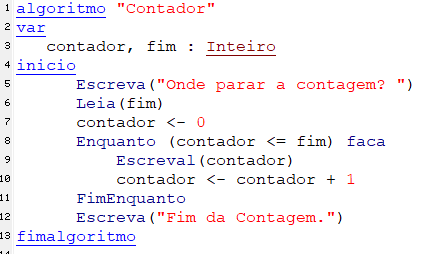 1 algoritmo "Contador"
2 var
3 contador, fim : Inteiro
4 inicio
5 Escreva("Onde parar a contagem? ")
6 Leia(fim)
7 contador <- 0
8 Enquanto (contador <= fim) faca
9 Escreval(contador)
10 contador <- contador + 1
11 FimEnquanto
12 Escreva("Fim da Contagem.")
13 fimalgoritmo